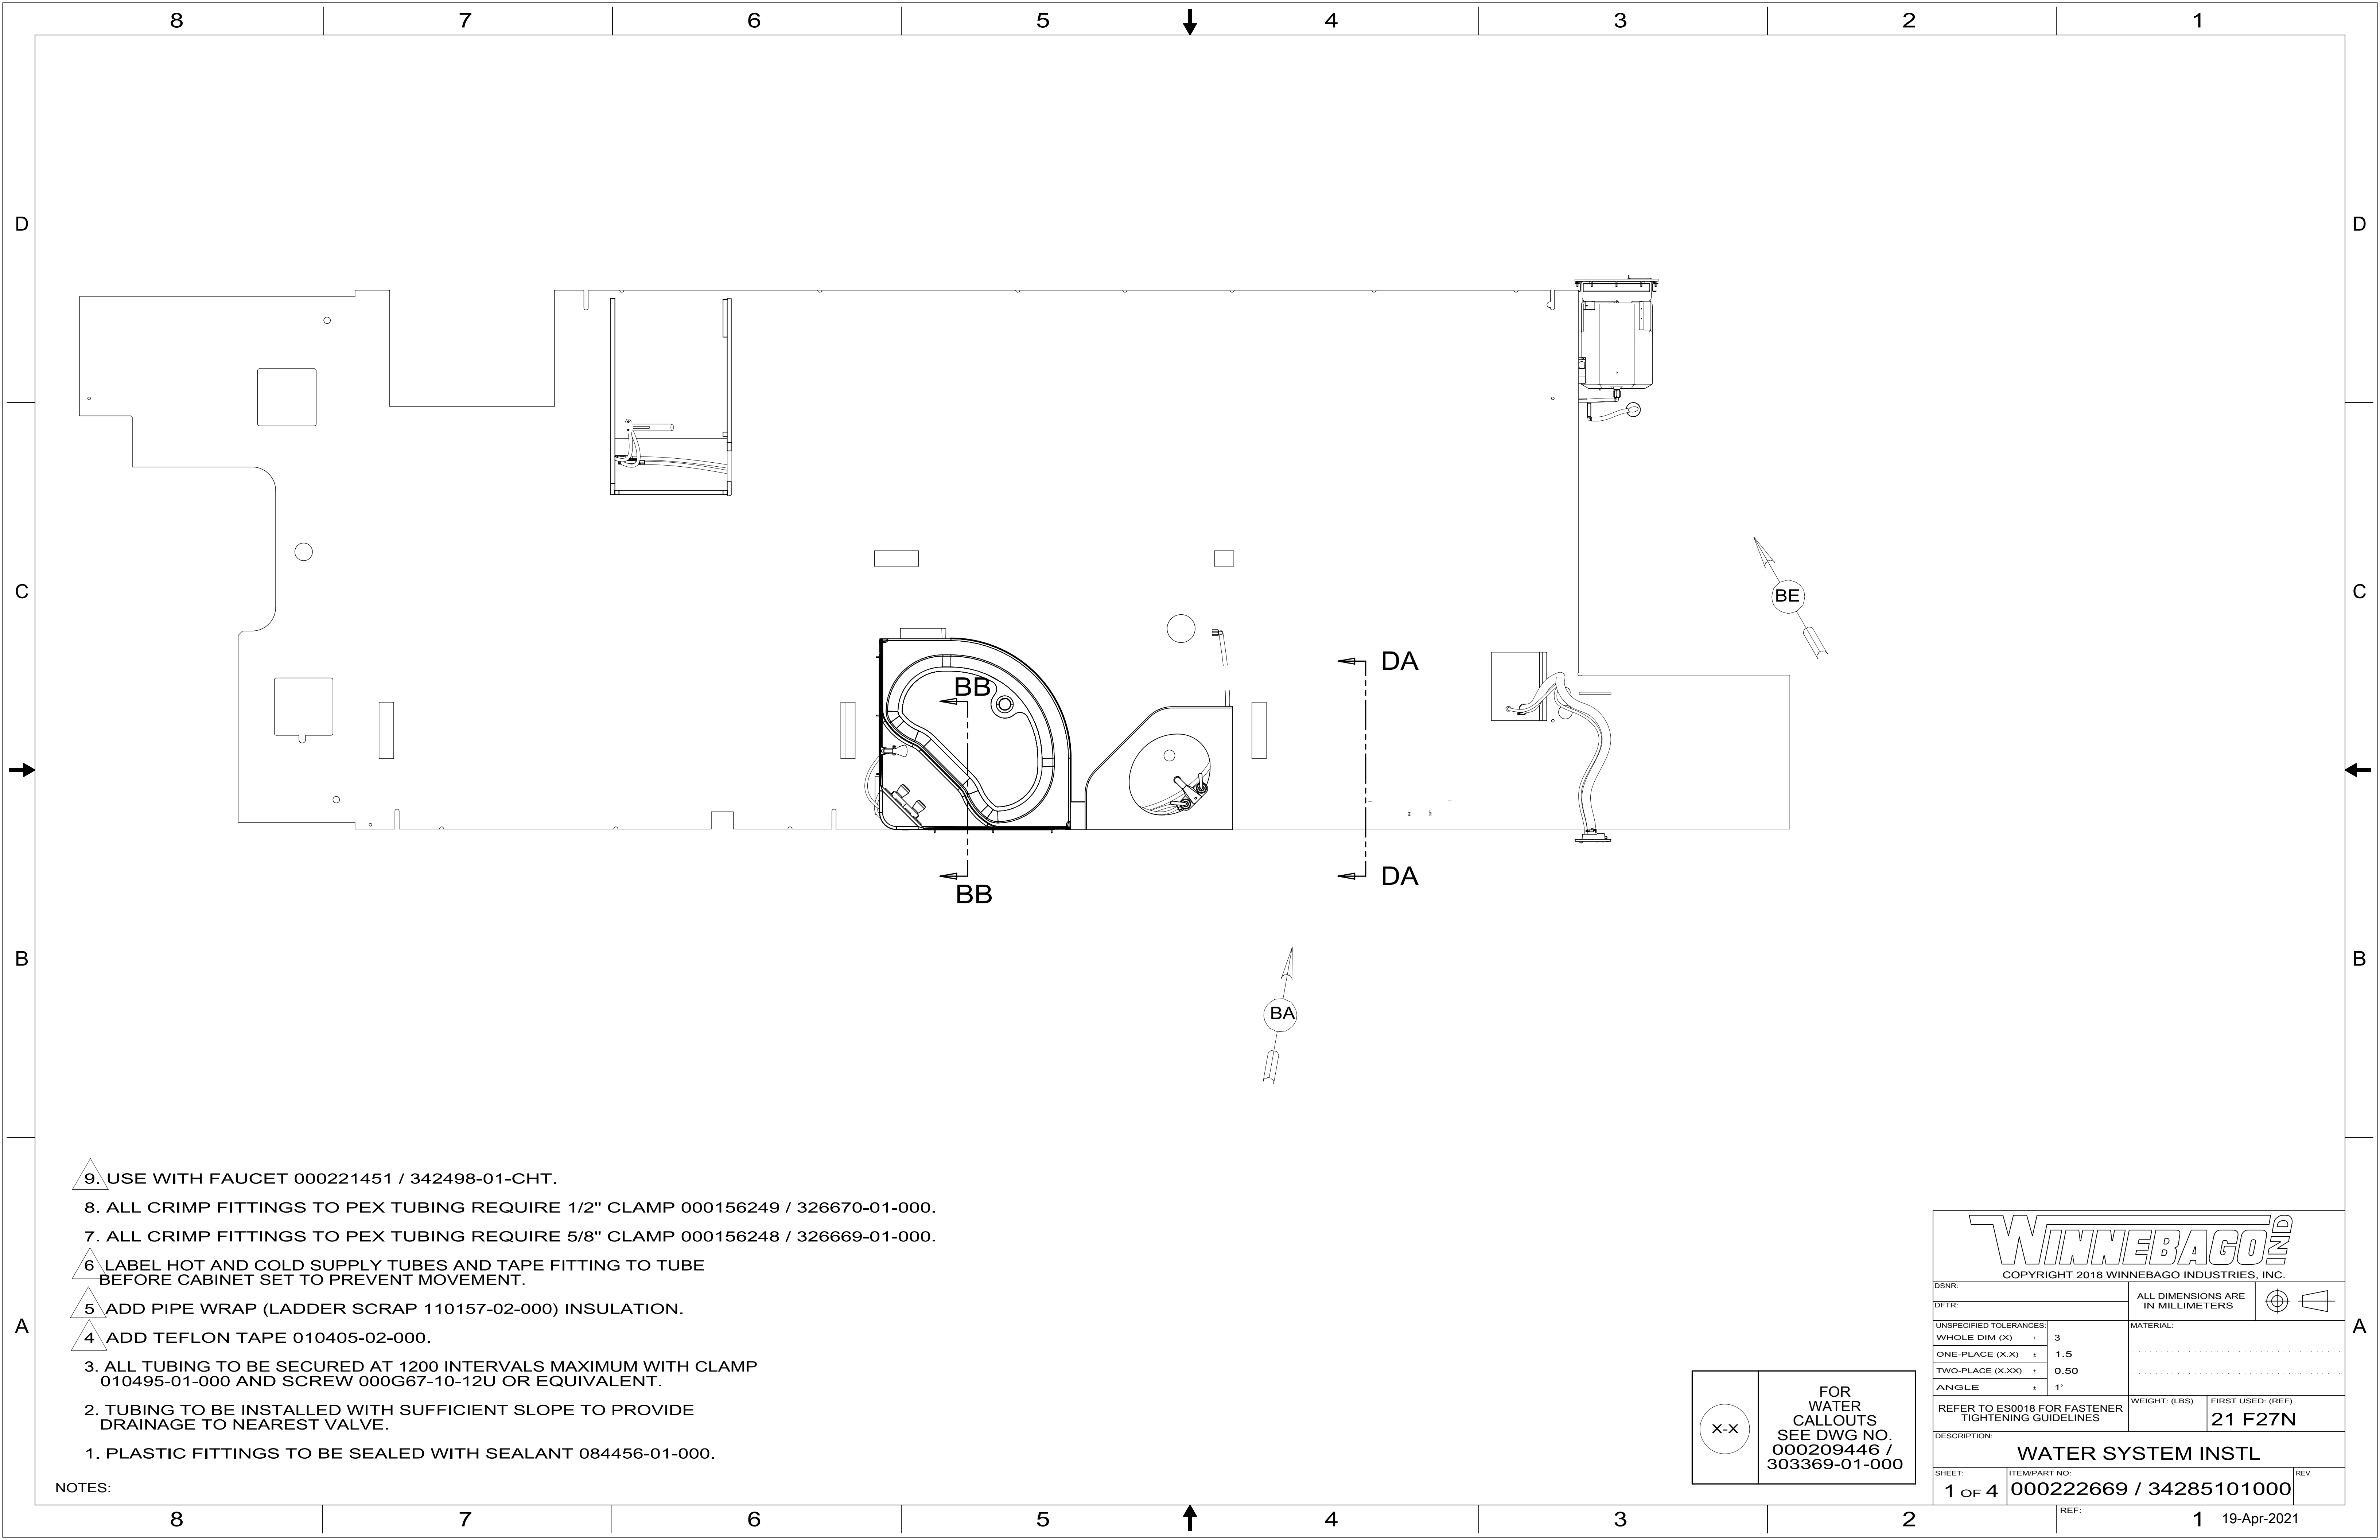 8 7 6 5 4 3 2 1
D D
C C
B B
A A
BE
DA
BB
DA
BB
BA
9. USE WITH FAUCET 000221451 / 342498-01-CHT.
8. ALL CRIMP FITTINGS TO PEX TUBING REQUIRE 1/2" CLAMP 000156249 / 326670-01-000.
7. ALL CRIMP FITTINGS TO PEX TUBING REQUIRE 5/8" CLAMP 000156248 / 326669-01-000.
6 LABEL HOT AND COLD SUPPLY TUBES AND TAPE FITTING TO TUBE
BEFORE CABINET SET TO PREVENT MOVEMENT.
5 ADD PIPE WRAP (LADDER SCRAP 110157-02-000) INSULATION.
4 ADD TEFLON TAPE 010405-02-000.
3. ALL TUBING TO BE SECURED AT 1200 INTERVALS MAXIMUM WITH CLAMP
010495-01-000 AND SCREW 000G67-10-12U OR EQUIVALENT.
2. TUBING TO BE INSTALLED WITH SUFFICIENT SLOPE TO PROVIDE
DRAINAGE TO NEAREST VALVE.
1. PLASTIC FITTINGS TO BE SEALED WITH SEALANT 084456-01-000.
NOTES:
X-X
FOR
WATER
CALLOUTS
SEE DWG NO.
000209446 /
303369-01-000
WINNEBAGO IND
COPYRIGHT 2018 WINNEBAGO INDUSTRIES, INC.
DSNR:
DFTR:
ALL DIMENSIONS ARE
IN MILLIMETERS
UNSPECIFIED TOLERANCES:
WHOLE DIM (X) ± 3
ONE-PLACE (X.X) ± 1.5
TWO-PLACE (X.XX) ± 0.50
ANGLE ± 1°
MATERIAL:
REFER TO ES0018 FOR FASTENER
TIGHTENING GUIDELINES
WEIGHT: (LBS)
FIRST USED: (REF)
21 F27N
DESCRIPTION:
WATER SYSTEM INSTL
SHEET:
1 OF 4
ITEM/PART NO:
000222669 / 34285101000
REV
REF:
8 7 6 5 4 3 2 1
19-Apr-2021